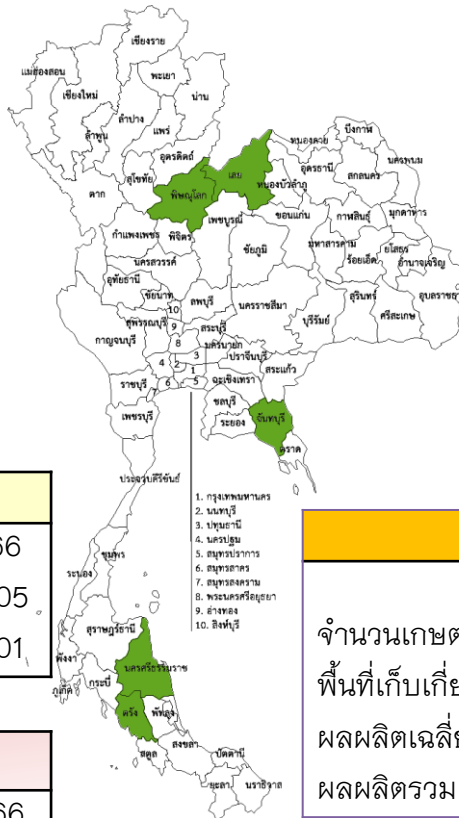 เชียงราย
แม่ฮ่องสอน
พะเยา
เชียงใหม่
น่าน
ลำปาง
ลำพูน
แพร่
อุตรดิตถ์
หนองคาย
บึงกาฬ
เลย
อุดรธานี
นครพนม
สกลนคร
สุโขทัย
ตาก
พิษณุโลก
หนองบัวลำภู
เพชรบูรณ์
ขอนแก่น
กาฬสินธุ์
มุกดาหาร
กำแพงเพชร
พิจิตร
มหาสารคาม
ชัยภูมิ
ร้อยเอ็ด
ยโสธร
อำนาจเจริญ
นครสวรรค์
อุทัยธานี
ชัยนาท
ลพบุรี
นครราชสีมา
บุรีรัมย์
สุรินทร์
ศรีสะเกษ
อุบลราชธา
10
สุพรรณบุรี
9
สระบุรี
กาญจนบุรี
8
นครนายก
ปราจีนบุรี
3
4
2
1
สระแก้ว
ราชบุรี
6
5
ฉะเชิงเทรา
7
ชลบุรี
เพชรบุรี
ระยอง
จันทบุรี
ตราด
ประจวบคีรีขันธ์
1. กรุงเทพมหานคร
2. นนทบุรี
3. ปทุมธานี
4. นครปฐม
5. สมุทรปราการ
6. สมุทรสาคร
7. สมุทรสงคราม
8. พระนครศรีอยุธยา
9. อ่างทอง
10. สิงห์บุรี
66
05
01
ชุมพร
ระนอง
สุราษฎร์ธานี
พังงา
นครศรีธรรมราช
กระบี่
ภูเก็ต
ตรัง
พัทลุง
สงขลา
สตูล
ปัตตานี
ยะลา
นราธิวาส
66
จำนวนเกษต
พื้นที่เก็บเกี่ย
ผลผลิตเฉลี่ย
ผลผลิตรวม